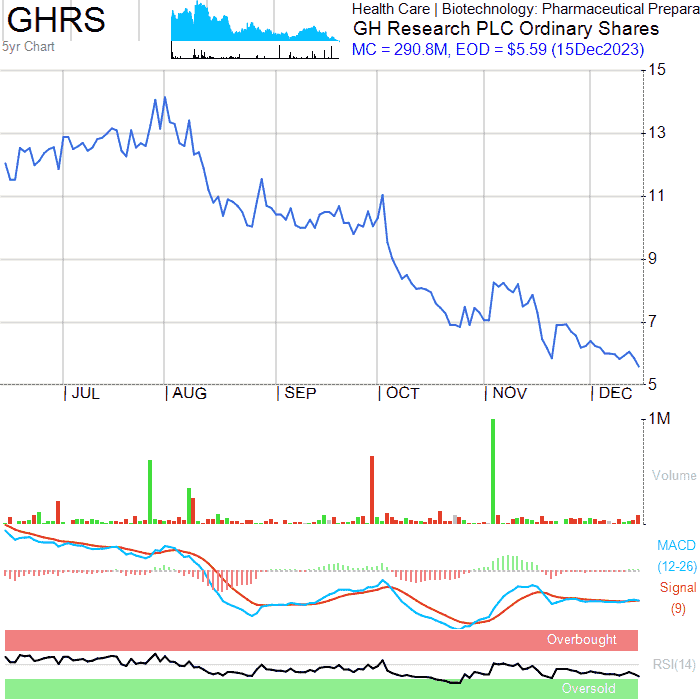 GHRS
5yr Chart
Health Care | Biotechnology: Pharmaceutical Prepara
GH Research PLC Ordinary Shares
MC = 290.8M, EOD = $5.59 (15Dec2023)
15
13
11
9
7
5
JUL AUG SEP OCT NOV DEC
1M
Volume
MACD
(12-26)
Signal
(9)
Overbought
RSI(14)
Oversold